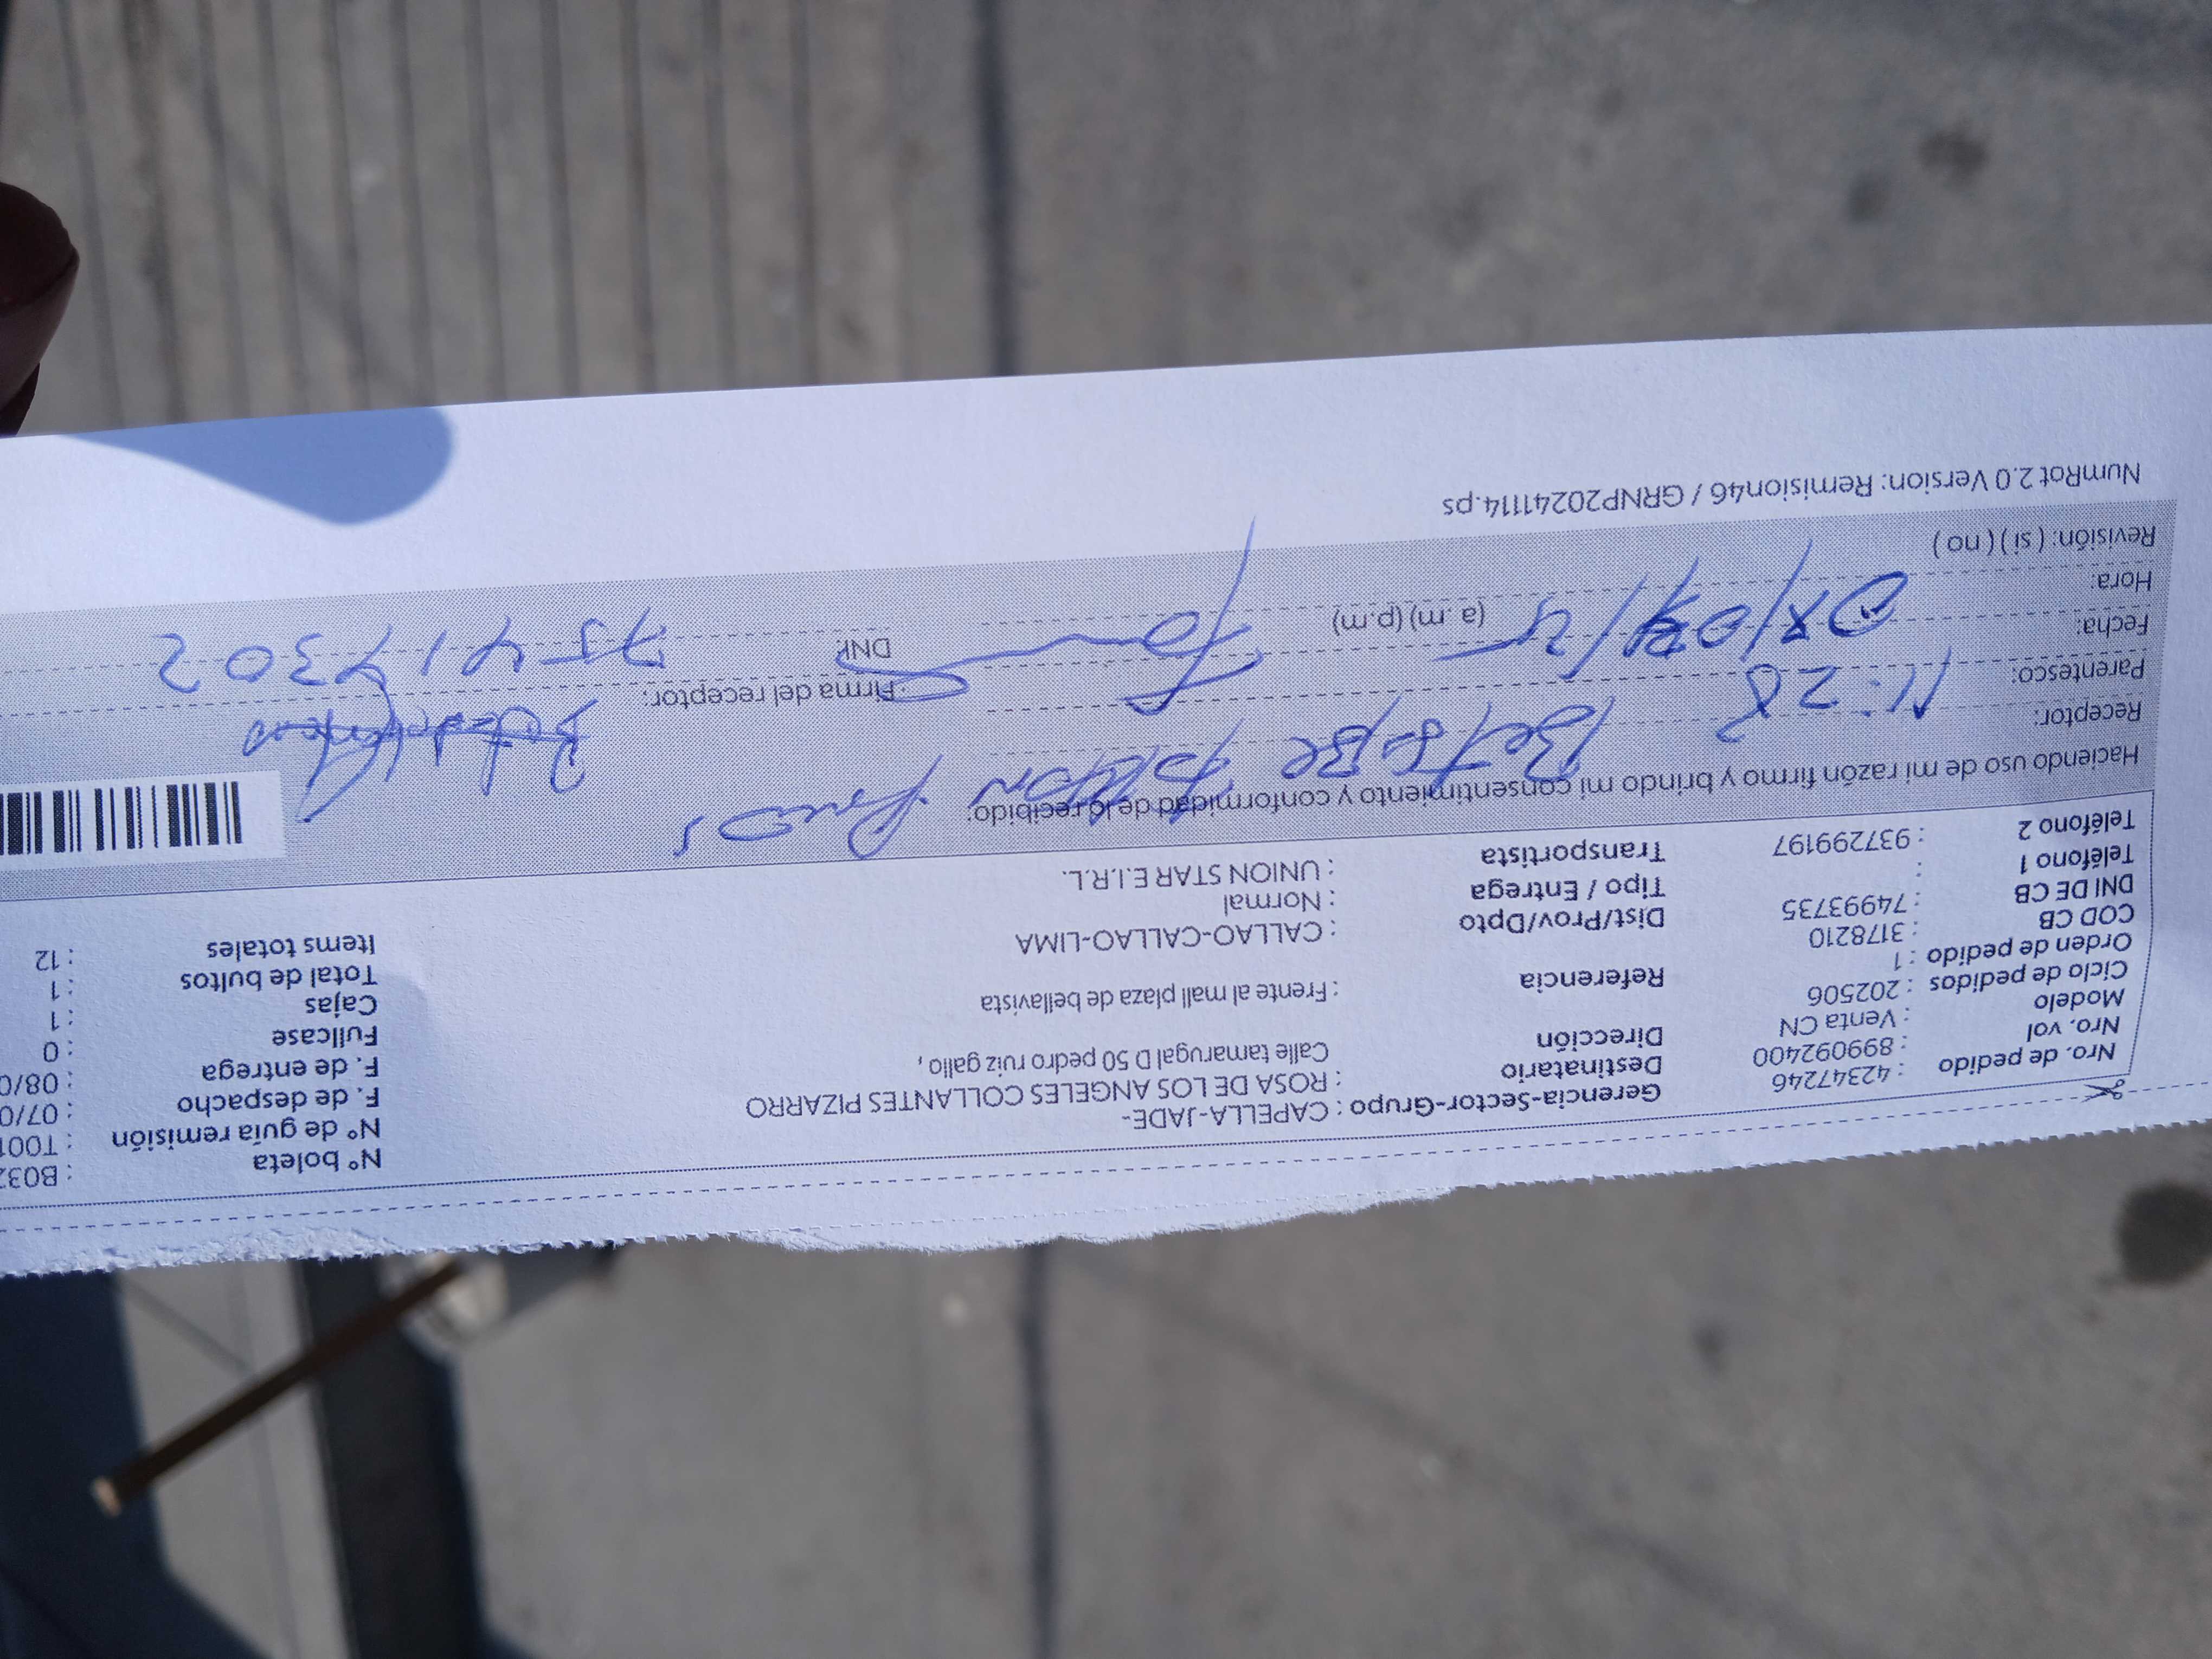 Nro. de pedido : 42347246
Nro. vol : 899092400
Modelo : Venta CN
Ciclo de pedidos : 202506
Orden de pedido : 1
COD CB : 3178210
DNI DE CB : 74993735
Teléfono 1 :
Teléfono 2 : 937299197
Gerencia-Sector-Grupo : CAPELLA-JADE-
Destinatario : ROSA DE LOS ANGELES COLLANTES PIZARRO
Dirección Calle tamarugal D 50 pedro ruiz gallo ,
Referencia : Frente al mall plaza de bellavista
Dist/Prov/Dpto : CALLAO-CALLAO-LIMA
Tipo / Entrega : Normal
Transportista : UNION STAR E.I.R.L.
N° boleta : B032
N° de guía remisión : T001
F. de despacho : 07/0
F. de entrega : 08/0
Fullcase : 0
Cajas : 1
Total de bultos : 1
Items totales : 12
Haciendo uso de mi razón firmo y brindo mi consentimiento y conformidad de lo recibido:
Receptor:
Parentesco: 11:28
Fecha:
Hora: (a. m) (p.m)
Revisión: ( si ) ( no )
Firma del receptor:
DNI: 75417302
NumRot 2.0 Version: Remision46 / GRNP20241114.ps